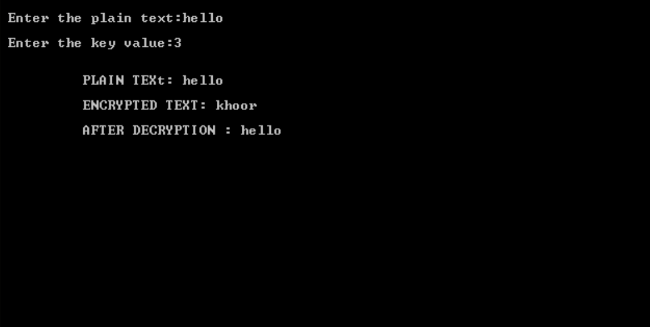 Enter the plain text:hello
Enter the key value:3
PLAIN TEXt: hello
ENCRYPTED TEXT: khoor
AFTER DECRYPTION : hello